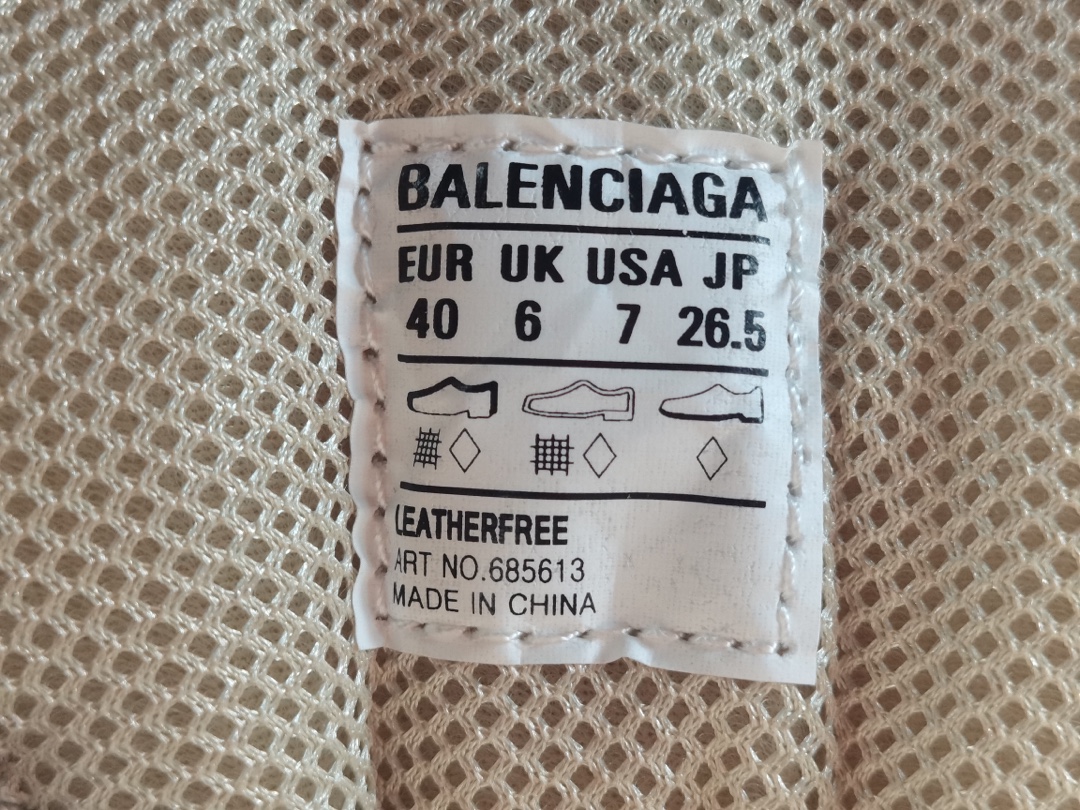 BALENCIAGA
EUR UK USA JP
40 6 7 26.5
LEATHERFREE
ART NO.685613
MADE IN CHINA